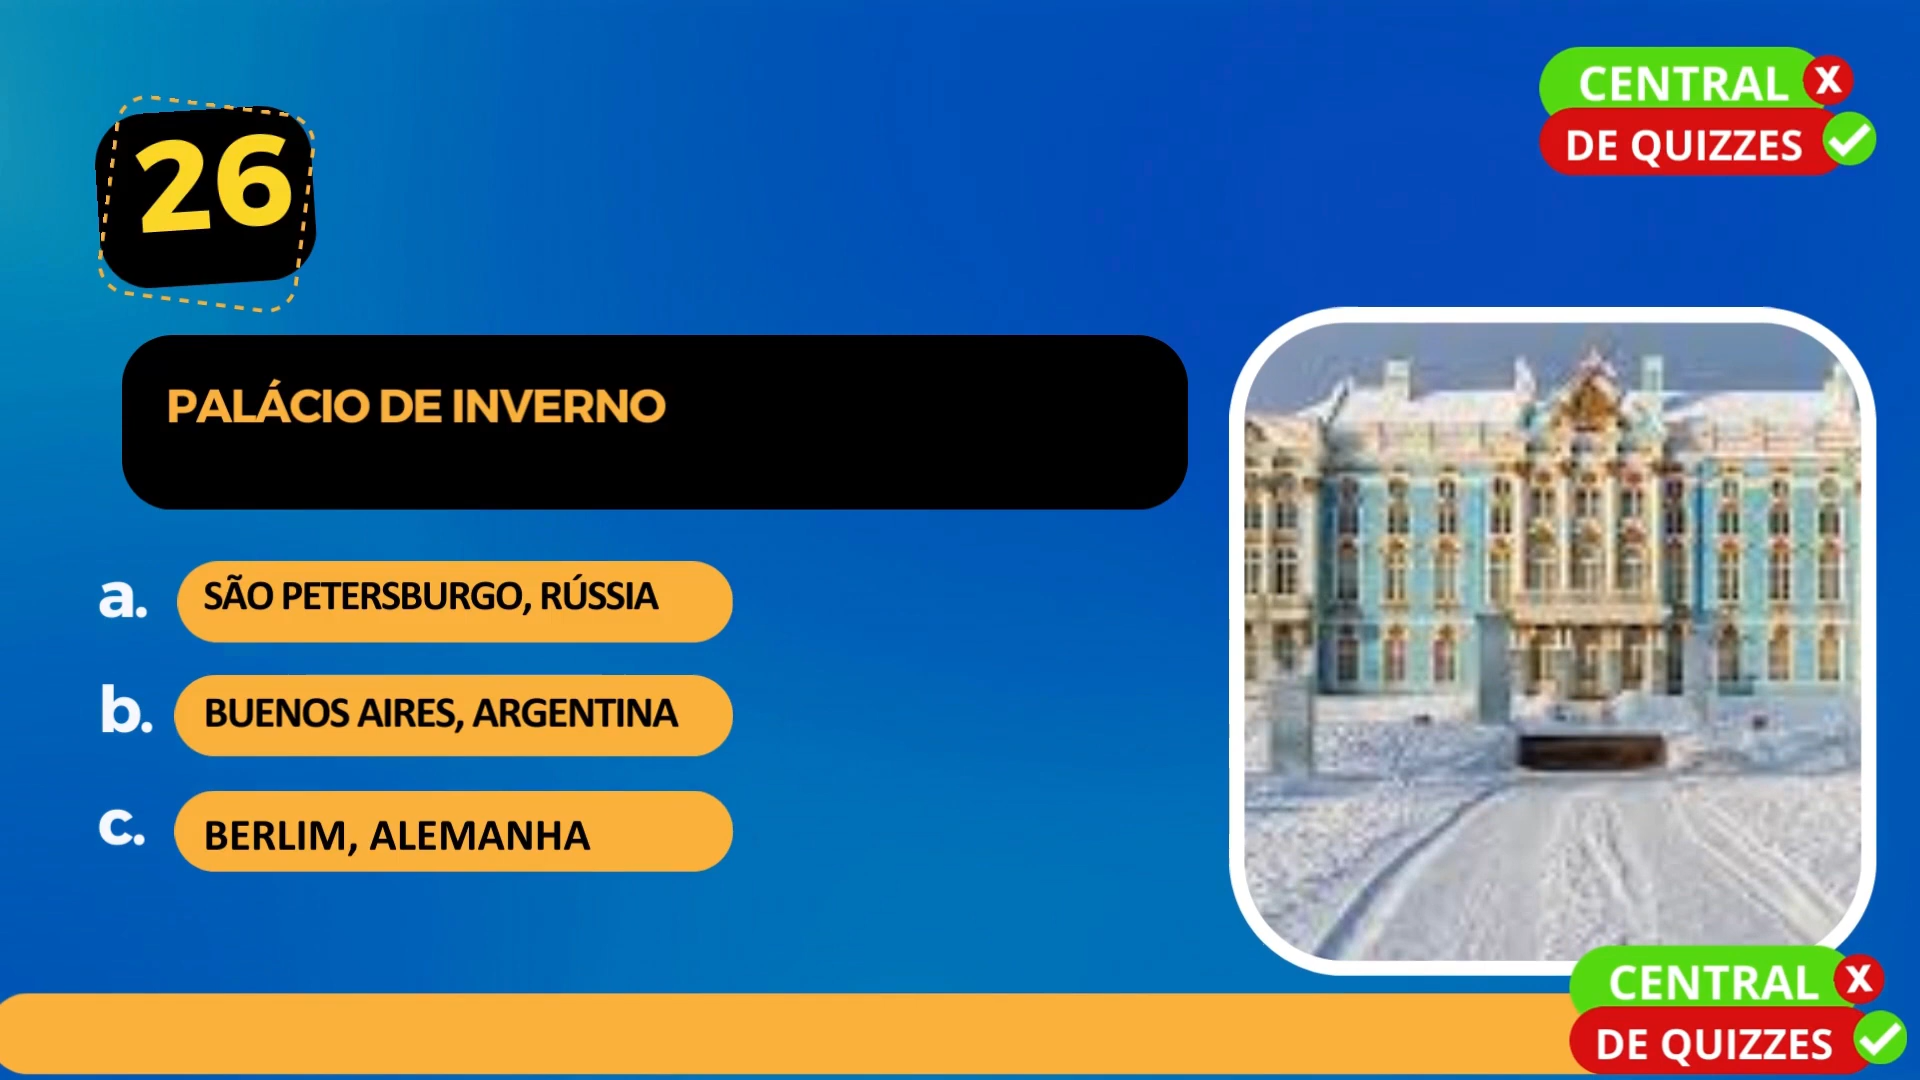 CENTRAL X
DE QUIZZES
26
PALÁCIO DE INVERNO
a. SÃO PETERSBURGO, RÚSSIA
b. BUENOS AIRES, ARGENTINA
c. BERLIM, ALEMANHA
CENTRAL X
DE QUIZZES